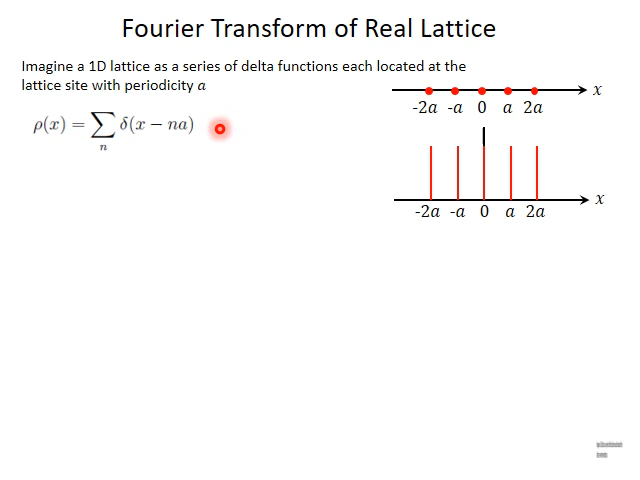 Fourier Transform of Real Lattice
Imagine a 1D lattice as a series of delta functions each located at the
lattice site with periodicity a
ρ(x) = ∑ δ(x − na)
n
x
-2a -a 0 a 2a
x
-2a -a 0 a 2a